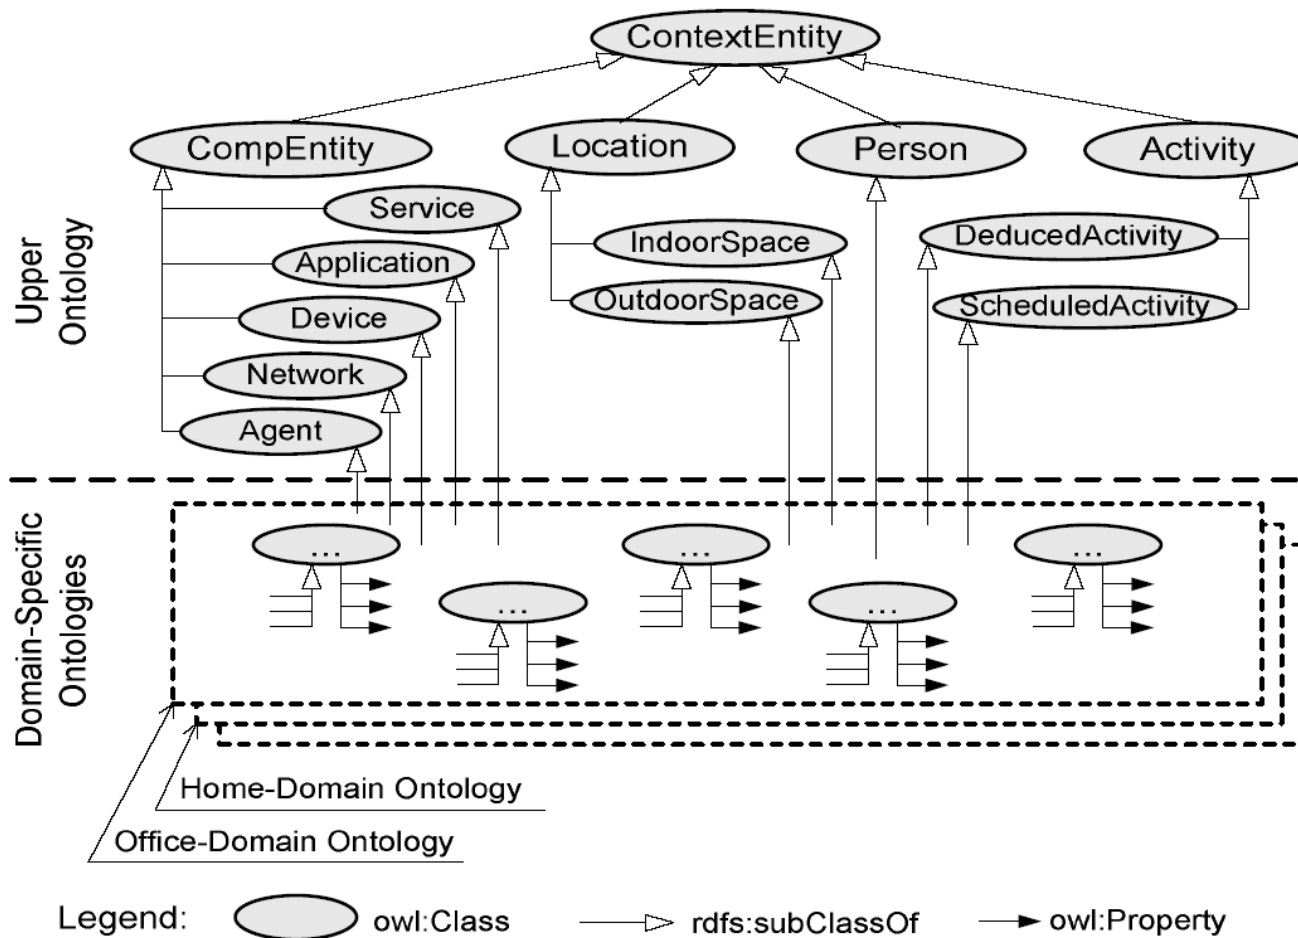 ContextEntity
CompEntity
Location
Person
Activity
Service
Application
Device
Network
Agent
IndoorSpace
OutdoorSpace
DeducedActivity
ScheduledActivity
Upper
Ontology
...
...
...
...
...
Domain-Specific
Ontologies
Home-Domain Ontology
Office-Domain Ontology
Legend: owl:Class rdfs:subClassOf owl:Property